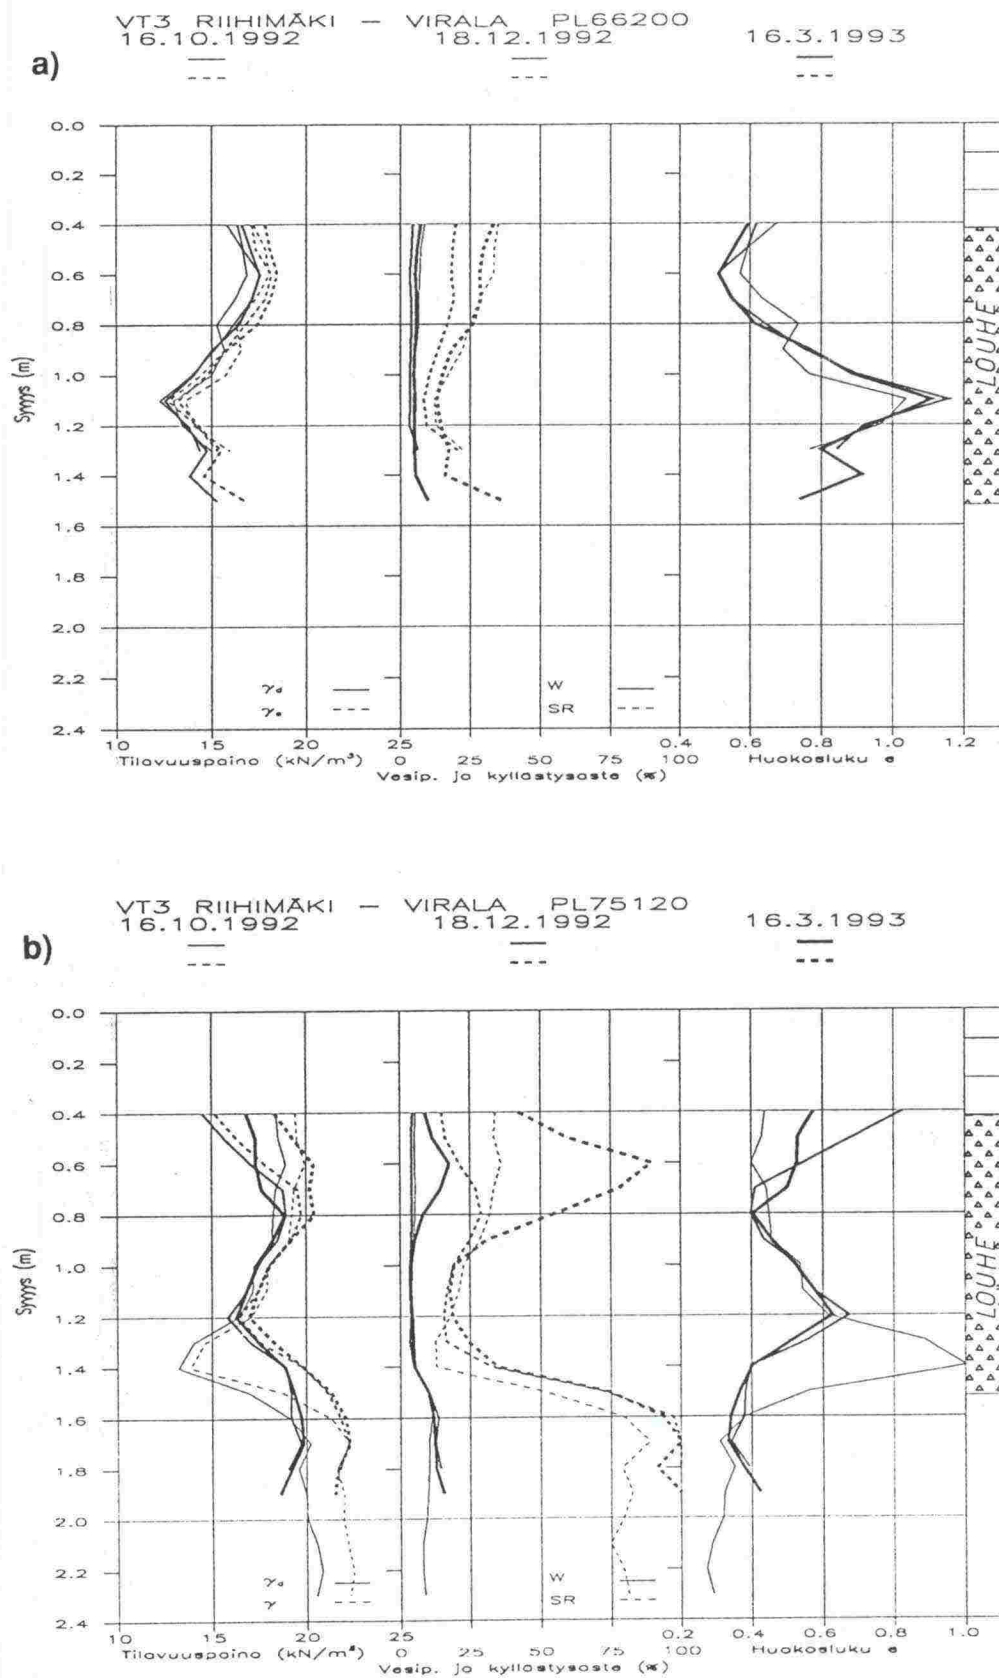 VT3 RIIHIMÄKI – VIRALA PL66200
16.10.1992 18.12.1992 16.3.1993
a)
0.0
0.2
0.4
0.6
0.8
1.0
1.2
1.4
1.6
1.8
2.0
2.2
2.4
Syvyys (m)
LOUHE
γd
W
SR
10 15 20 25 0.4 0.6 0.8 1.0 1.2
0 25 50 75 100
Tilavuuspaino (kN/m³) Huokosluku e
Vesip. ja kyllästysaste (%)
VT3 RIIHIMÄKI – VIRALA PL75120
16.10.1992 18.12.1992 16.3.1993
b)
0.0
0.2
0.4
0.6
0.8
1.0
1.2
1.4
1.6
1.8
2.0
2.2
2.4
Syvyys (m)
LOUHE
γd W
γ SR
10 15 20 25 0.2 0.4 0.6 0.8 1.0
0 25 50 75 100
Tilavuuspaino (kN/m³) Huokosluku e
Vesip. ja kyllästysaste (%)